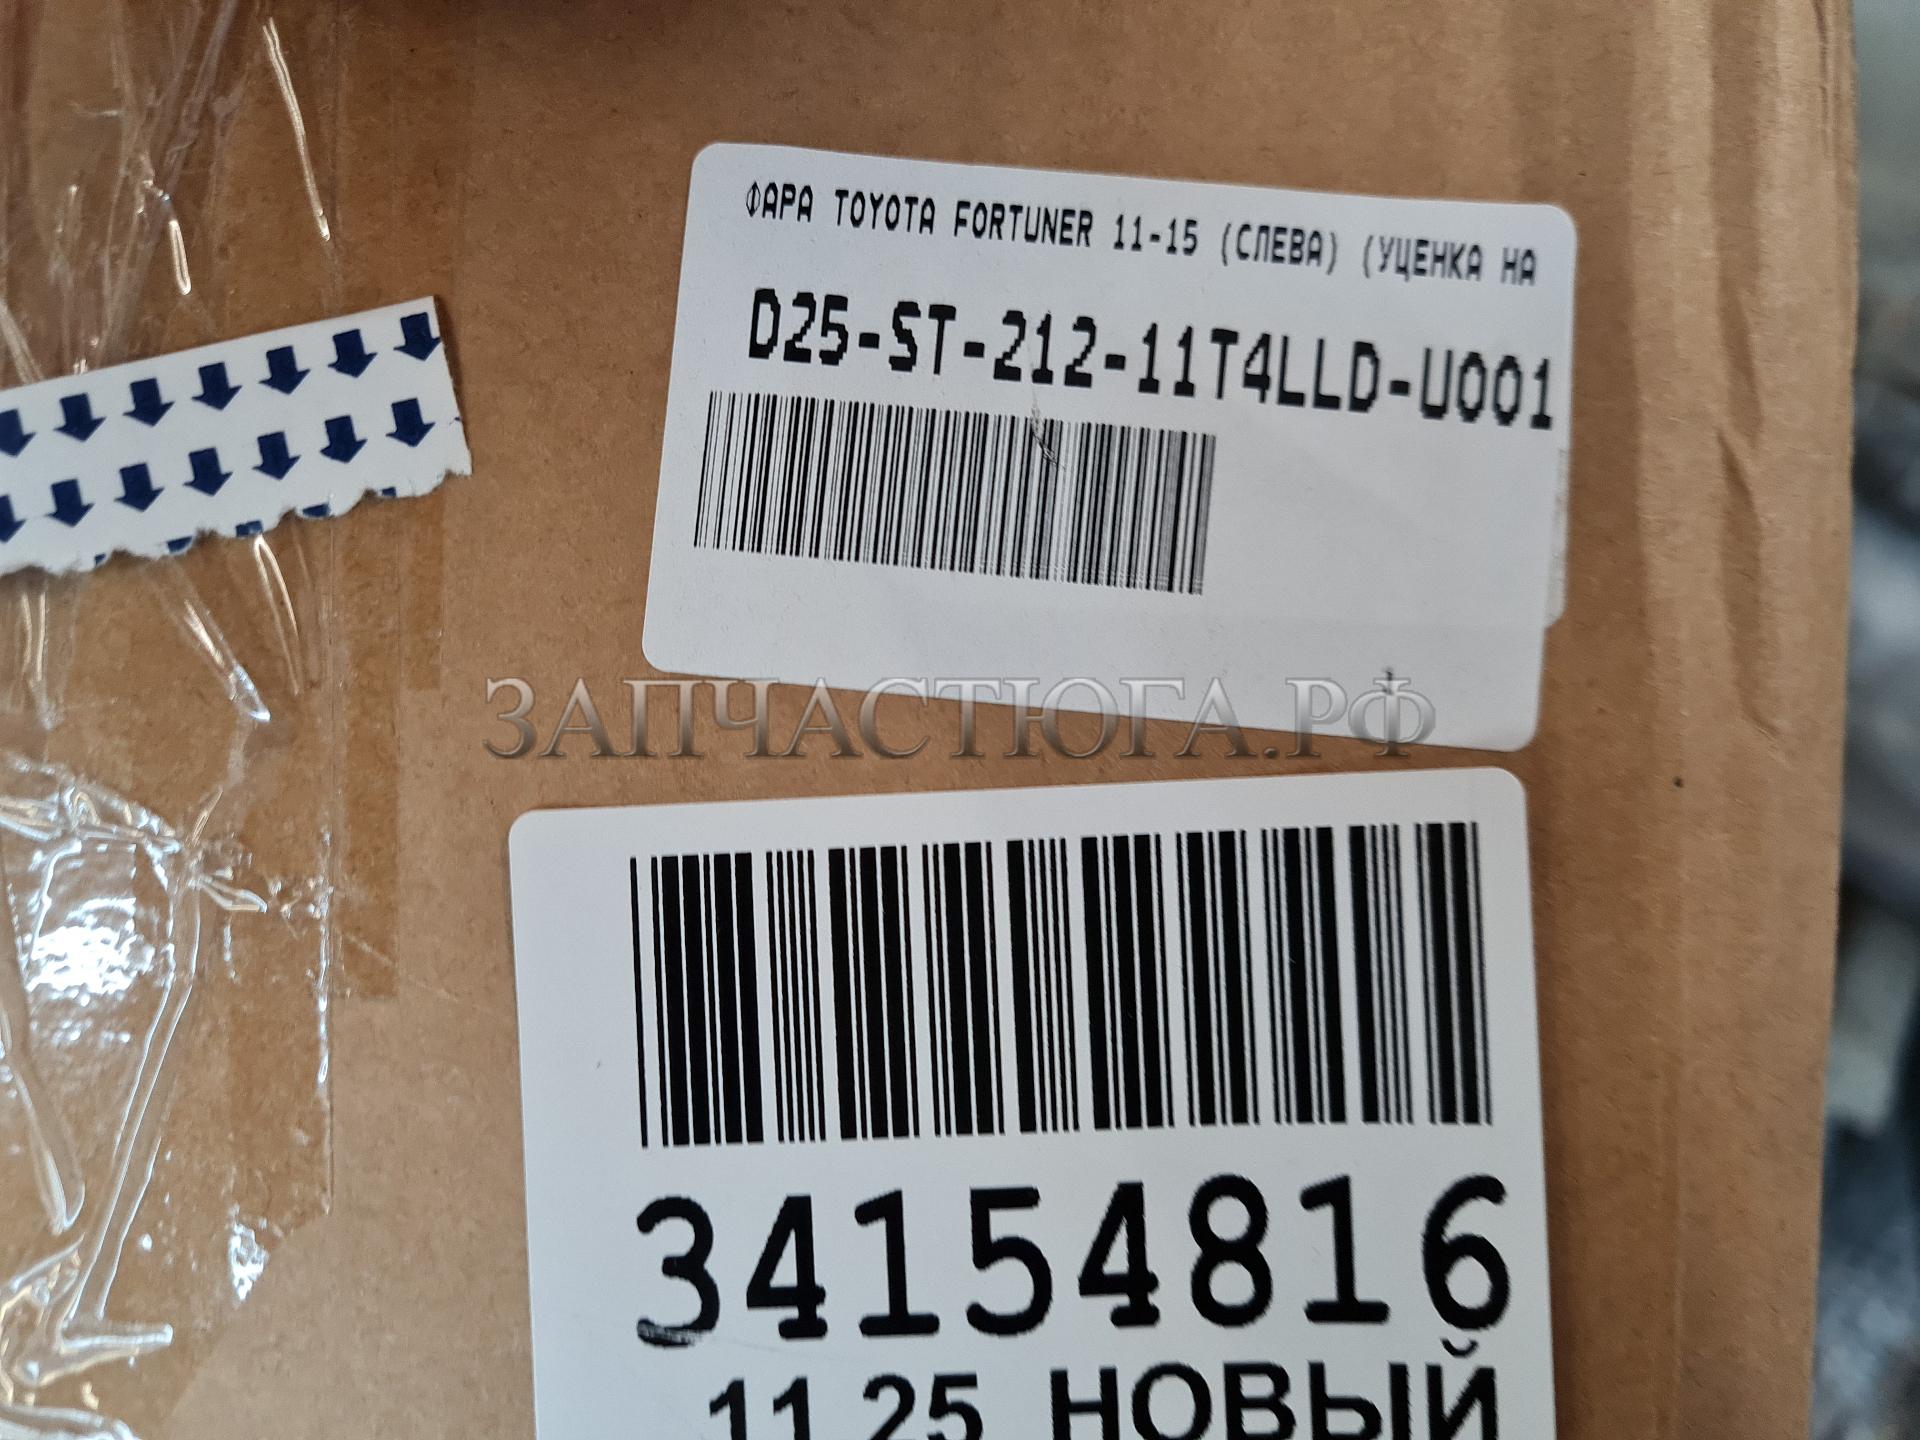 ФАРА TOYOTA FORTUNER 11-15 (СЛЕВА) (УЦЕНКА НА
D25-ST-212-11T4LLD-U001
1
ЗАПЧАСТЮГА.РФ
34154816
11 25 НОВЫЙ